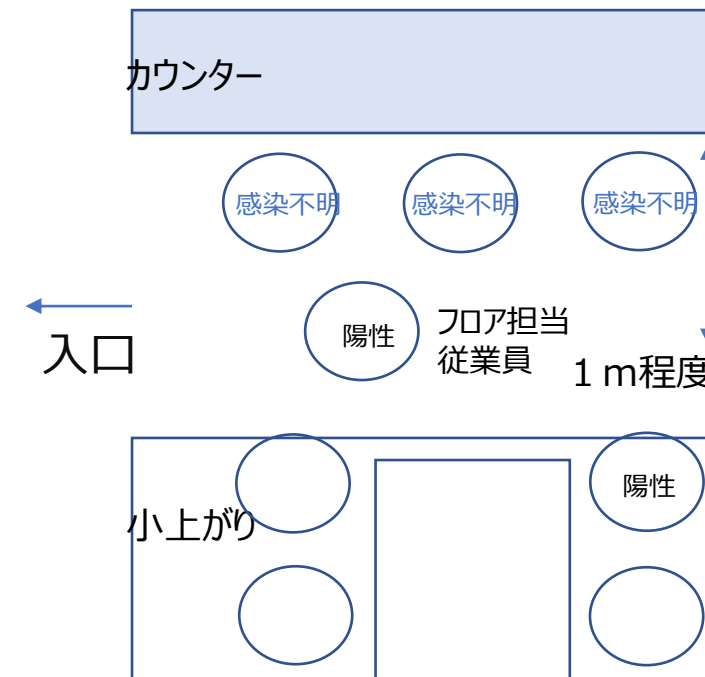 カウンター
感染不明
感染不明
感染不明
陽性
フロア担当
従業員
入口
１ｍ程度
陽性
小上がり